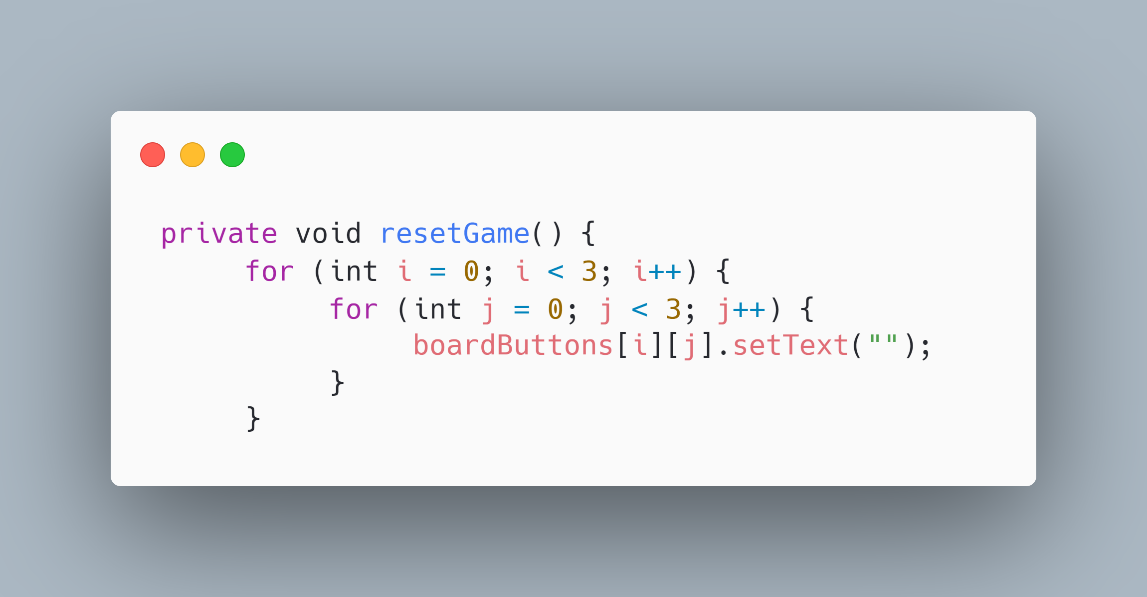 private void resetGame() {
     for (int i = 0; i < 3; i++) {
          for (int j = 0; j < 3; j++) {
               boardButtons[i][j].setText("");
          }
     }